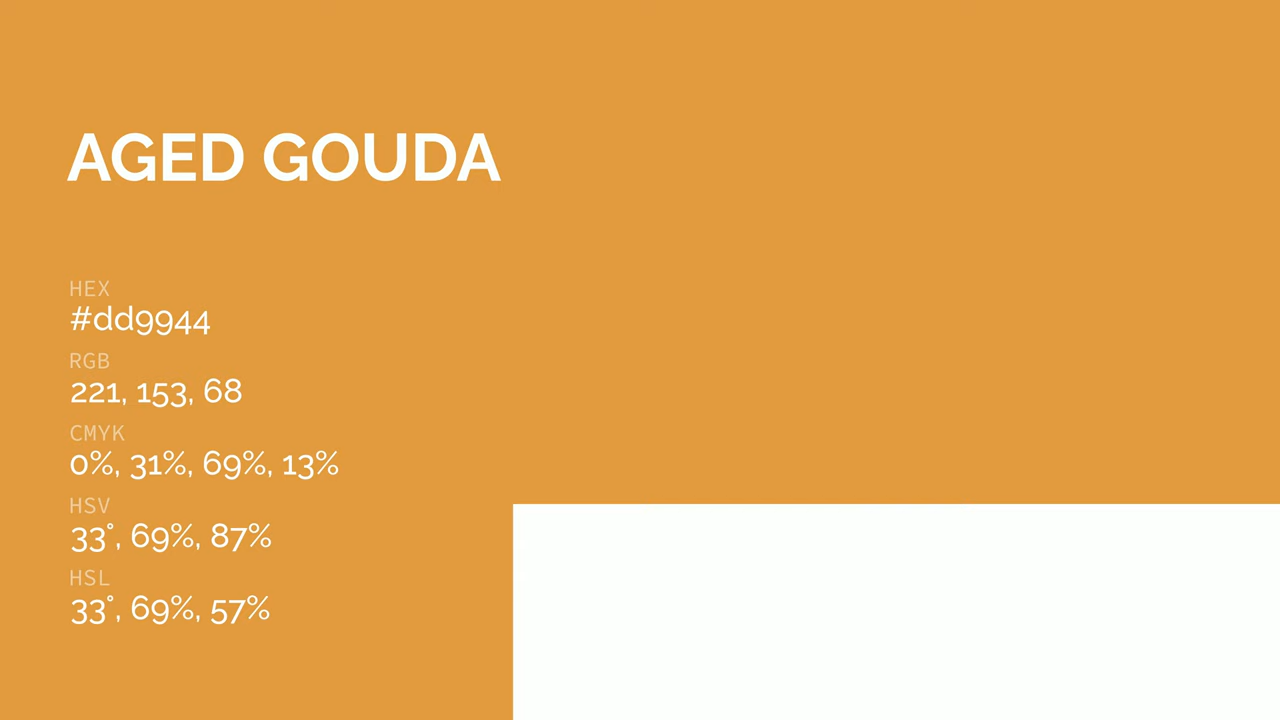 AGED GOUDA
HEX
#dd9944
RGB
221, 153, 68
CMYK
0%, 31%, 69%, 13%
HSV
33°, 69%, 87%
HSL
33°, 69%, 57%